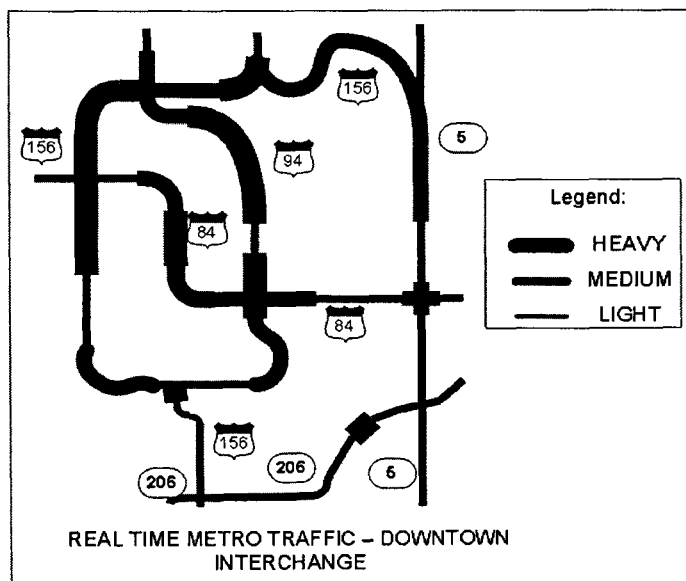 156
156
5
94
Legend:
84
HEAVY
MEDIUM
84
LIGHT
156
206
206
5
REAL TIME METRO TRAFFIC – DOWNTOWN
INTERCHANGE